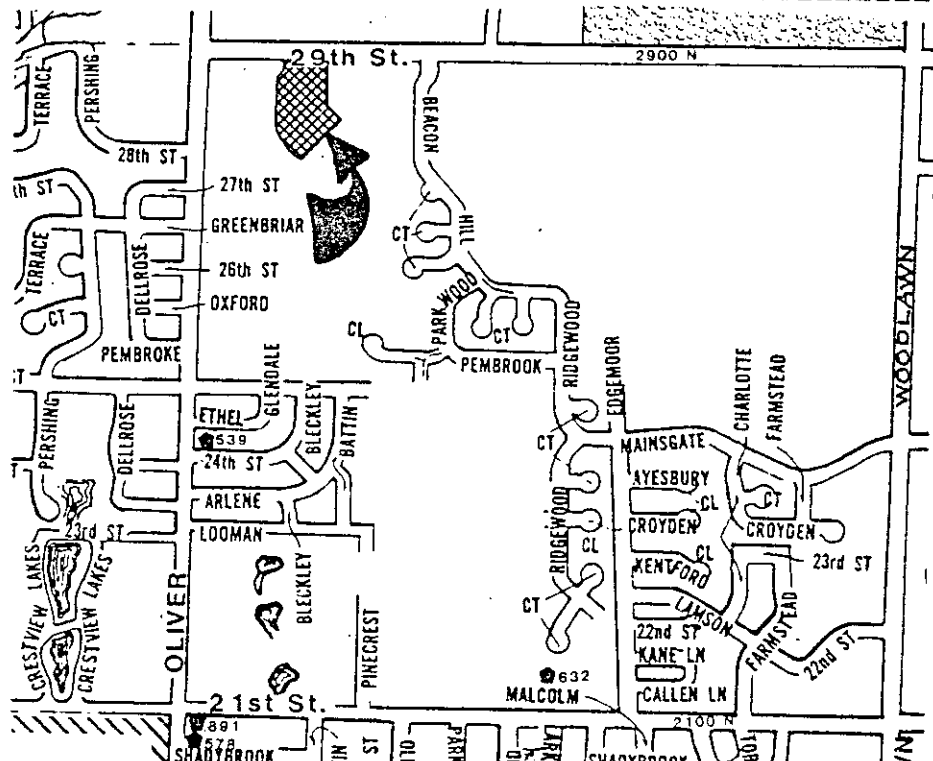 29th St.
2900 N
TERRACE
PERSHING
BEACON
28th ST
th ST
27th ST
GREENBRIAR
CT
HILL
TERRACE
DELLROSE
26th ST
OXFORD
WOODLAWN
CT
PARKWOOD
CT
CL
PEMBROKE
PEMBROOK
RIDGEWOOD
EDGEMOOR
CHARLOTTE
FARMSTEAD
ST
GLENDALE
ETHEL
BLECKLEY
BATTIN
539
PERSHING
DELLROSE
24th ST
CT
MAINSGATE
AYESBURY
CL
CT
ARLENE
LOOMAN
23rd ST
RIDGEWOOD
CROYDEN
CROYDEN
CL
CL
23rd ST
KENTFORD
CRESTVIEW LAKES
CRESTVIEW LAKES
BLECKLEY
OLIVER
PINECREST
CT
LAMSON
22nd ST
FARMSTEAD
22nd ST
KANE LN
632
CALLEN LN
MALCOLM
21st St.
2100 N
891
578
SHADYBROOK
ST
PARK
SHADYBROOK